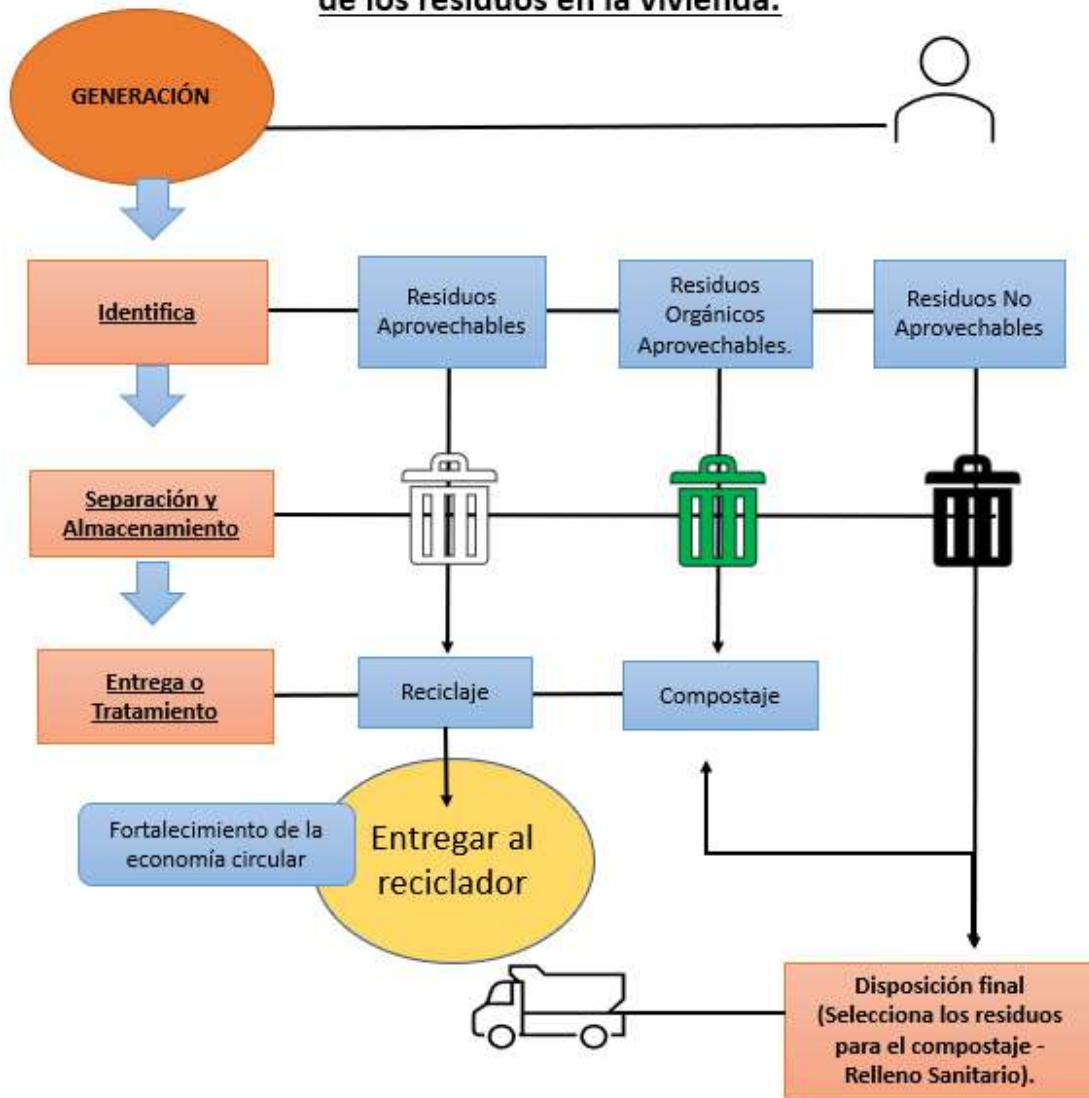 de los residuos en la vivienda.
GENERACIÓN
Identifica
Residuos
Aprovechables
Residuos
Orgánicos
Aprovechables.
Residuos No
Aprovechables
Separación y
Almacenamiento
Entrega o
Tratamiento
Reciclaje
Compostaje
Fortalecimiento de la
economía circular
Entregar al
reciclador
Disposición final
(Selecciona los residuos
para el compostaje -
Relleno Sanitario).